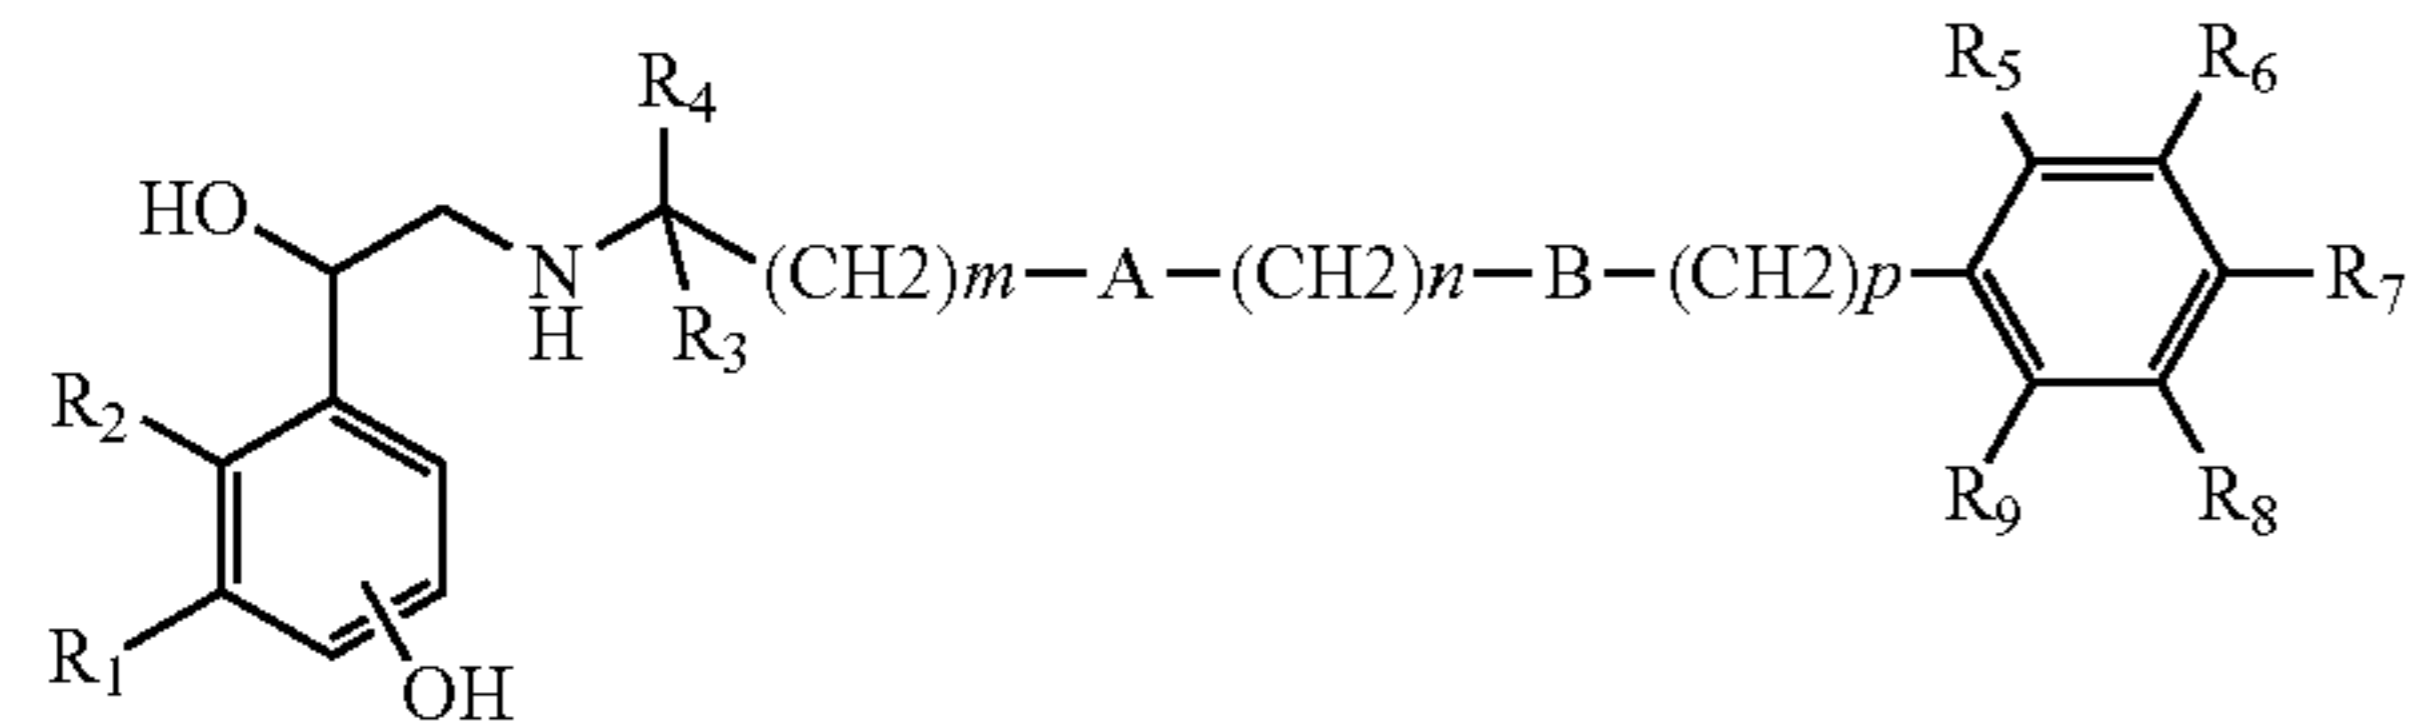 R4
R5
R6
HO
N
H
R3
(CH2)m—A—(CH2)n—B—(CH2)p
R7
R2
R9
R8
R1
OH